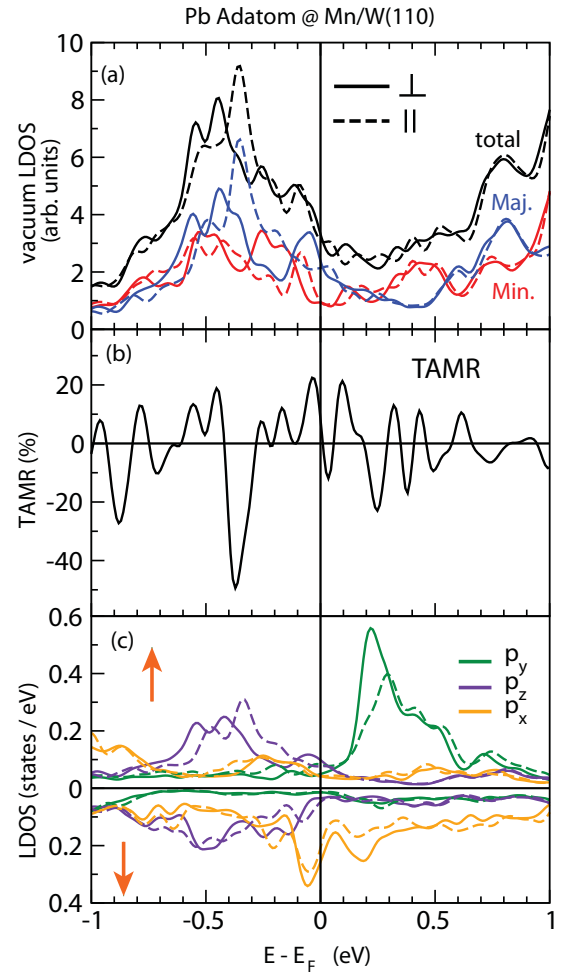 Pb Adatom @ Mn/W(110)
(a)
vacuum LDOS
(arb. units)
10
8
6
4
2
0
⊥
||
total
Maj.
Min.
(b)
TAMR
TAMR (%)
20
0
-20
-40
(c)
LDOS (states / eV)
0.6
0.4
0.2
0
0.2
0.4
p_y
p_z
p_x
-1
-0.5
0
0.5
1
E - E_F (eV)